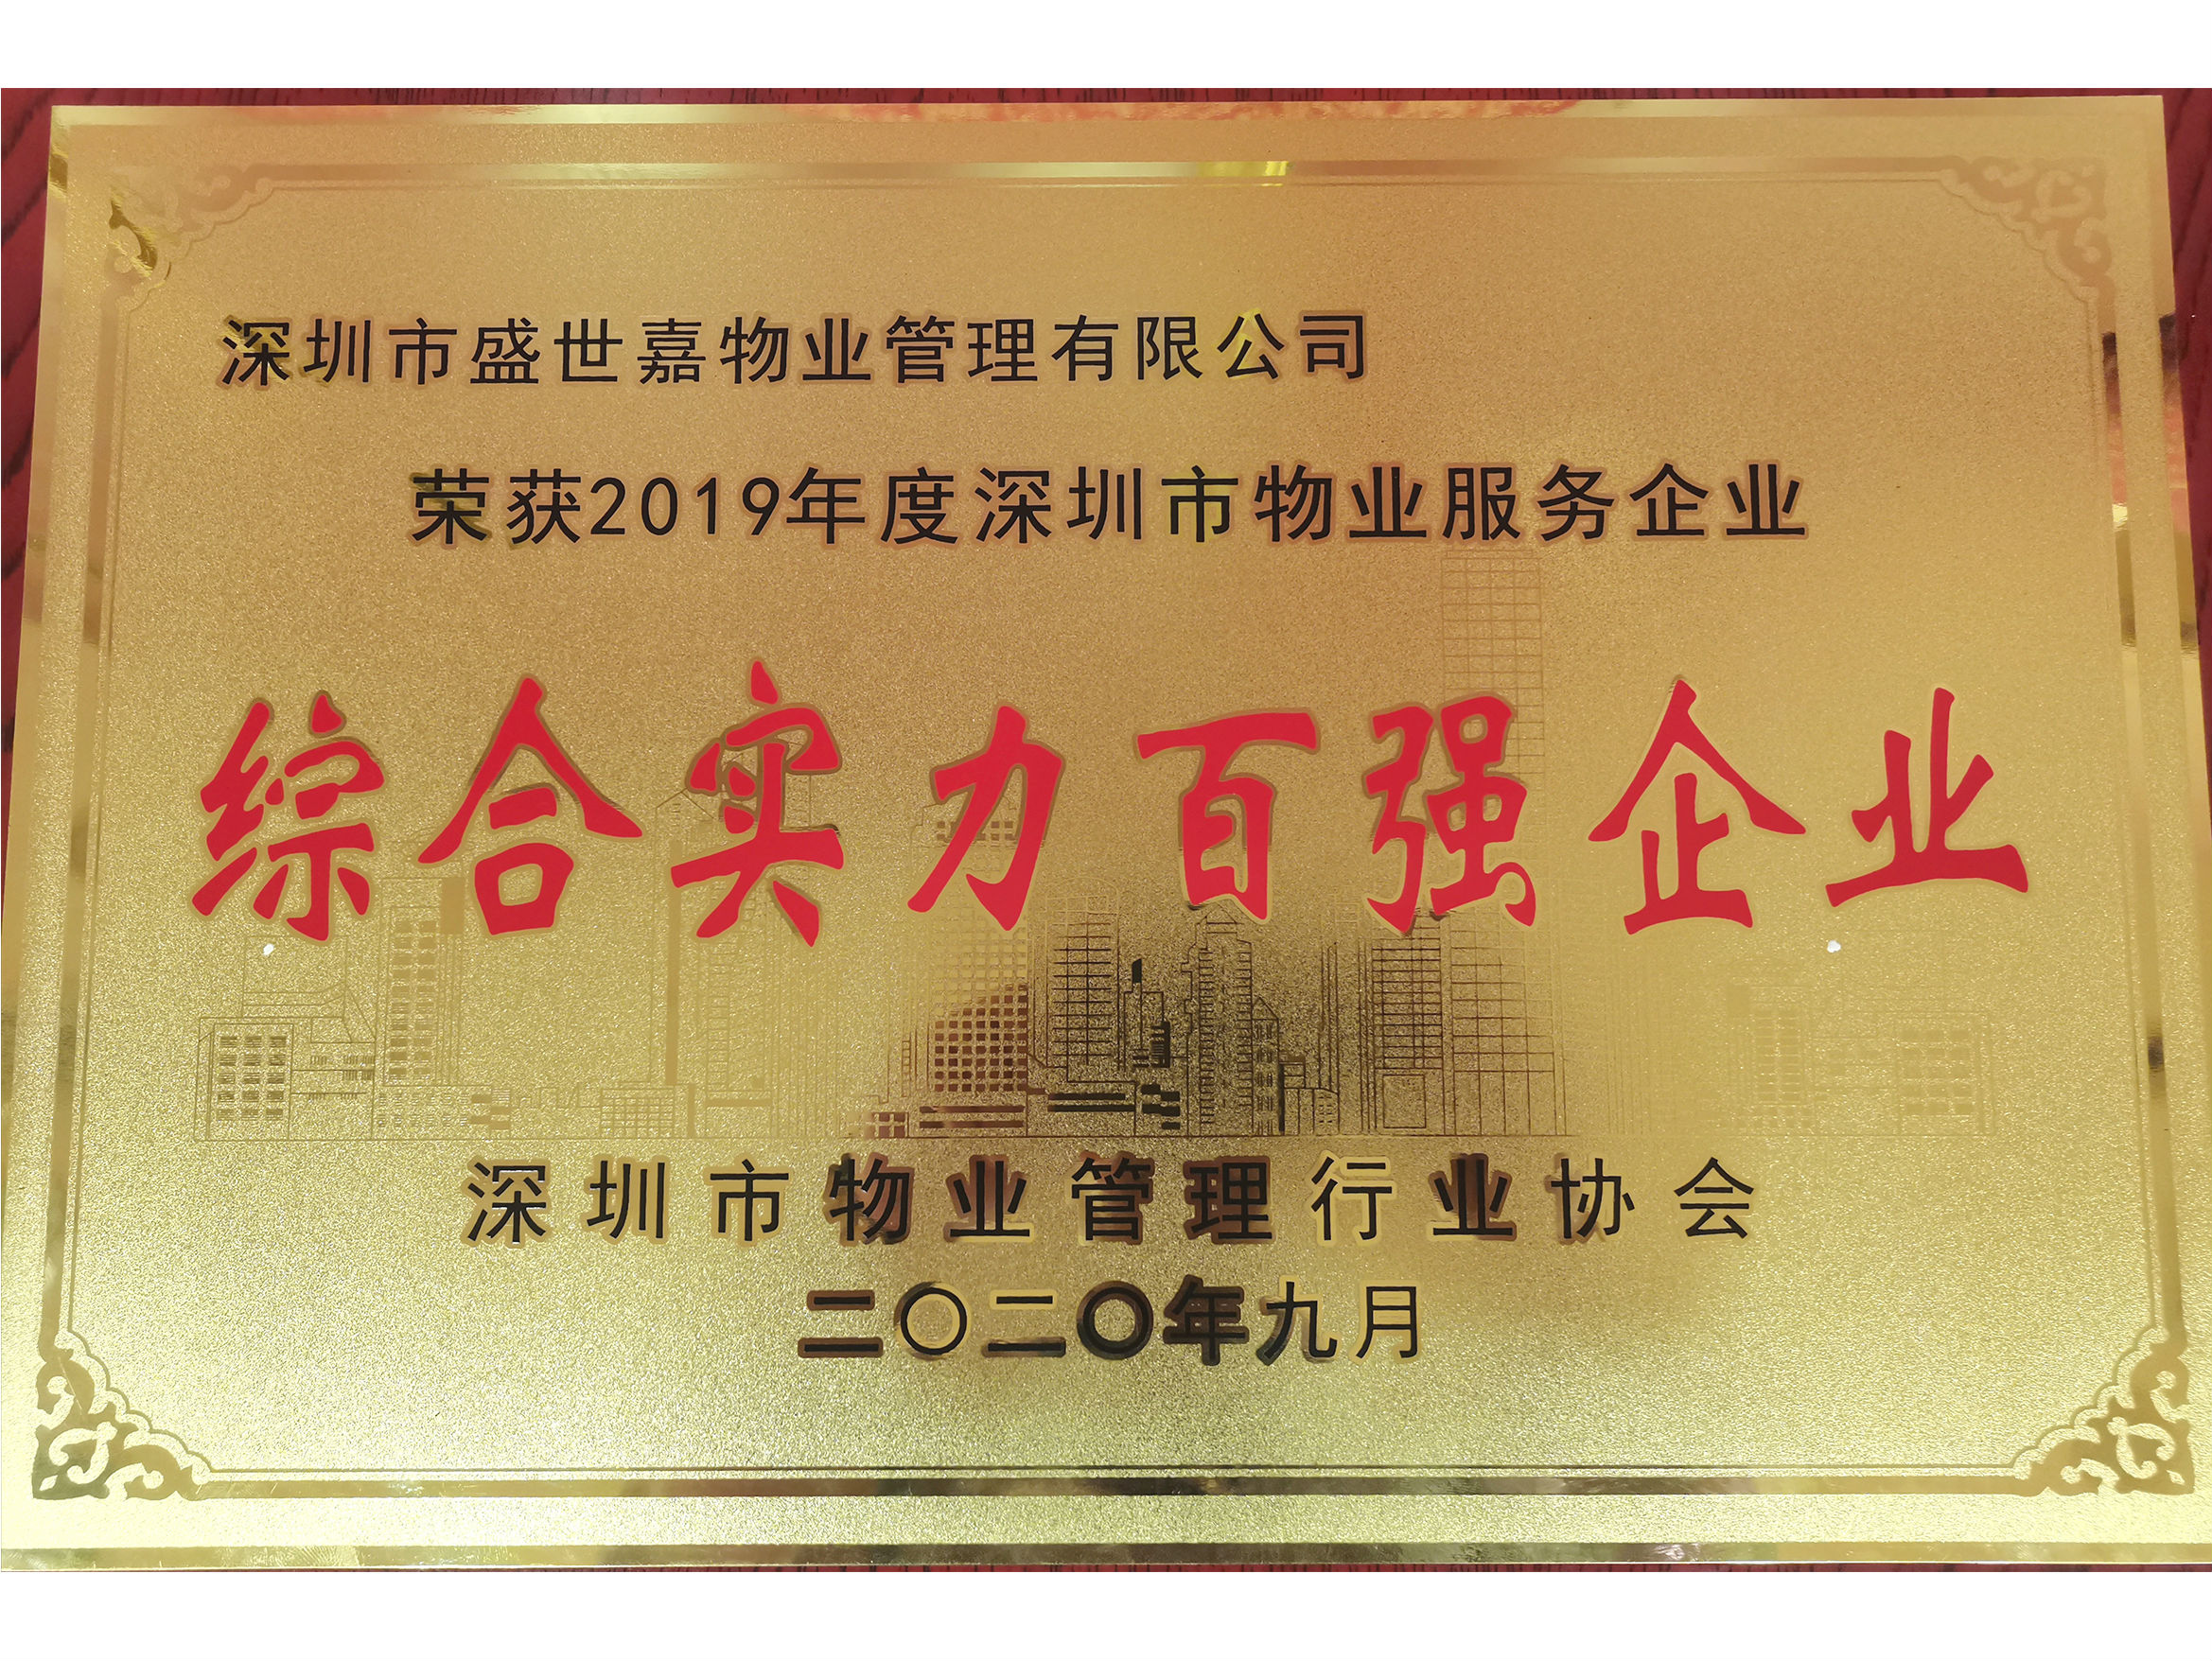 深圳市盛世嘉物业管理有限公司
荣获2019年度深圳市物业服务企业
综合实力百强企业
深圳市物业管理行业协会
二〇二〇年九月